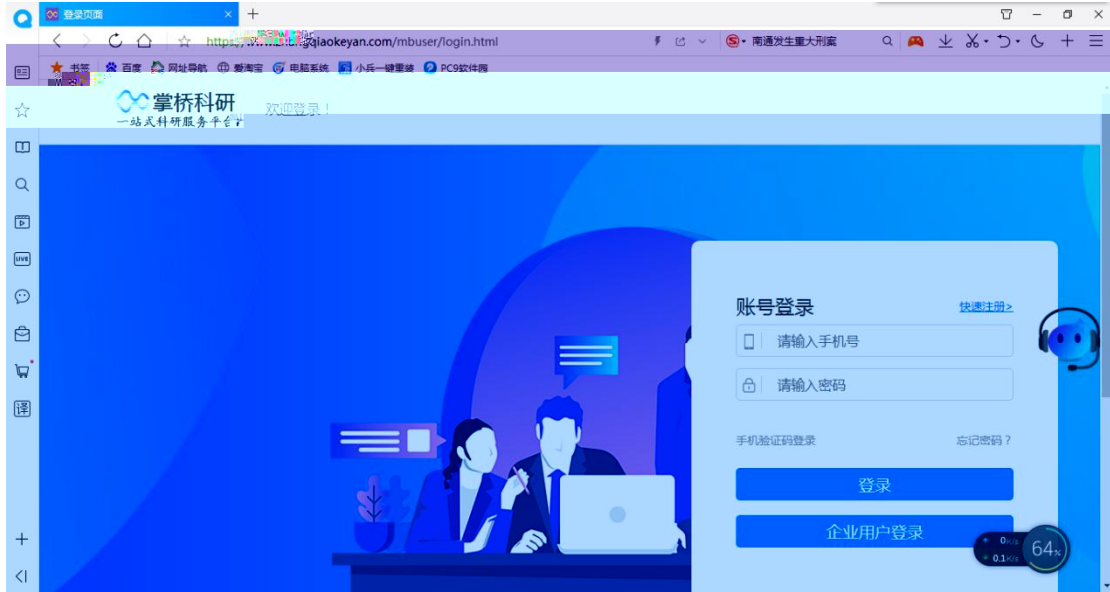 登录页面
qiaokeyan.com/mbuser/login.html
南通发生重大刑案
书签 百度 网址导航 爱淘宝 电脑系统 小兵一键重装 PC9软件园
掌桥科研 欢迎登录！
一站式科研服务平台
LIVE
译
账号登录 快速注册>
请输入手机号
请输入密码
手机验证码登录 忘记密码？
登录
企业用户登录
0K/s
0.1K/s
64%